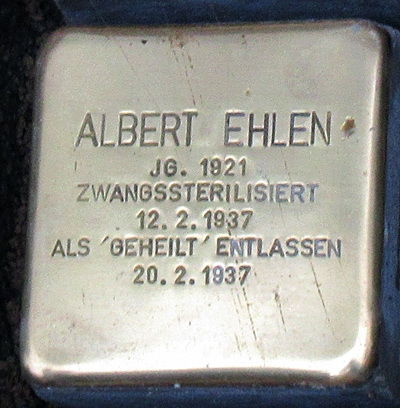 ALBERT EHLEN
JG. 1921
ZWANGSSTERILISIERT
12. 2. 1937
ALS ´GEHEILT´ ENTLASSEN
20. 2. 1937